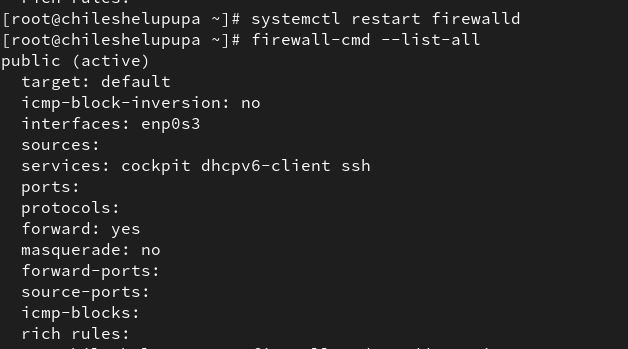 [root@chileshelupupa ~]# systemctl restart firewalld
[root@chileshelupupa ~]# firewall-cmd --list-all
public (active)
  target: default
  icmp-block-inversion: no
  interfaces: enp0s3
  sources:
  services: cockpit dhcpv6-client ssh
  ports:
  protocols:
  forward: yes
  masquerade: no
  forward-ports:
  source-ports:
  icmp-blocks:
  rich rules: